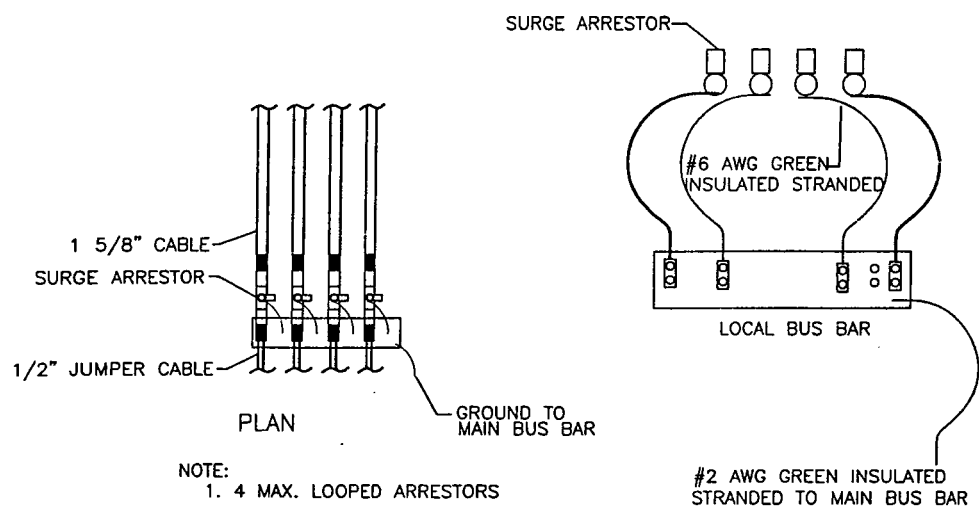 SURGE ARRESTOR
#6 AWG GREEN
INSULATED STRANDED
1 5/8" CABLE
SURGE ARRESTOR
LOCAL BUS BAR
1/2" JUMPER CABLE
PLAN
GROUND TO
MAIN BUS BAR
NOTE:
1. 4 MAX. LOOPED ARRESTORS
#2 AWG GREEN INSULATED
STRANDED TO MAIN BUS BAR